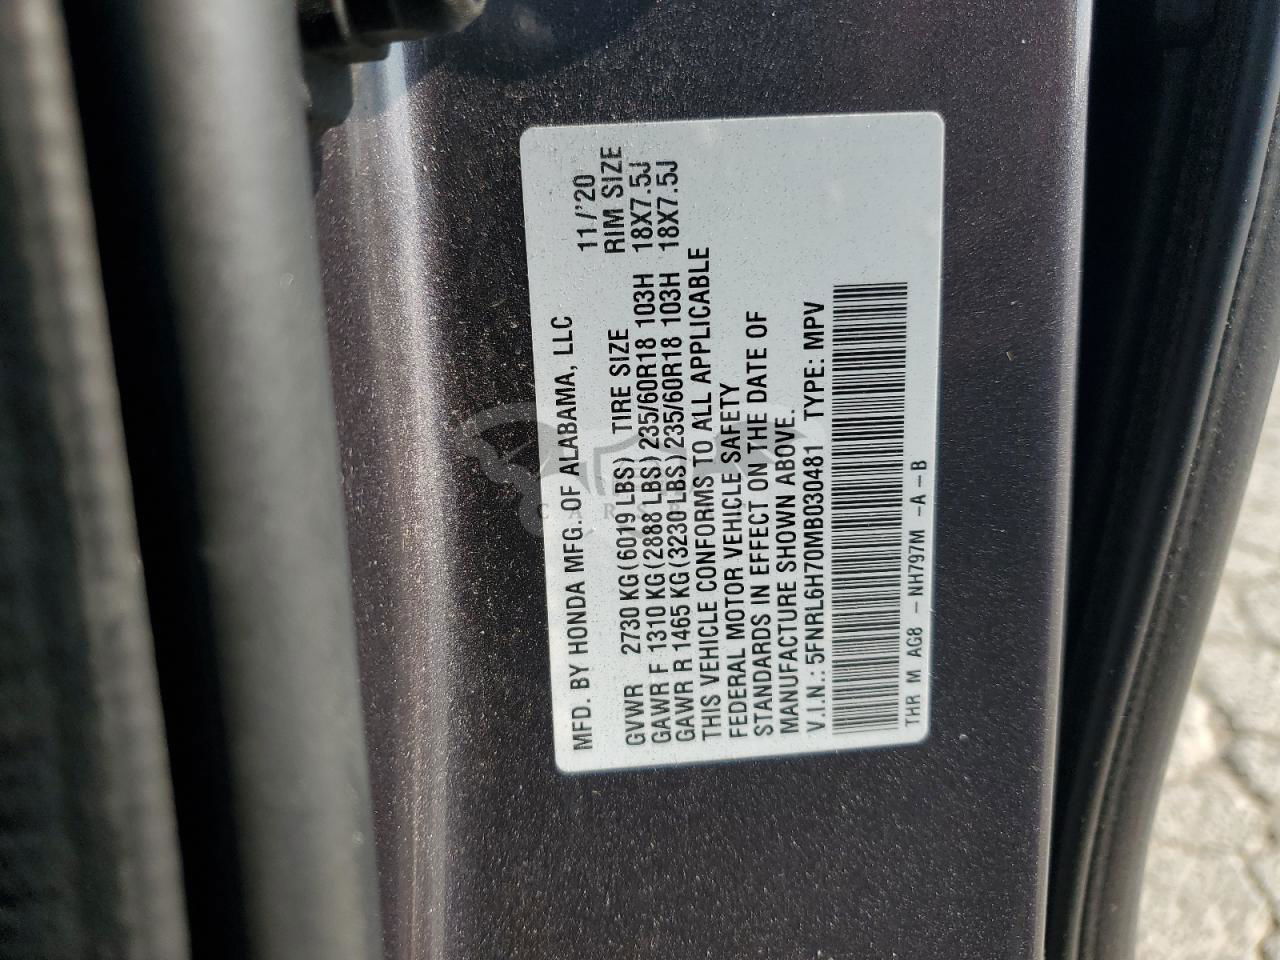 MFD. BY HONDA MFG. OF ALABAMA, LLC 11/'20
GVWR 2730 KG(6019 LBS) TIRE SIZE RIM SIZE
GAWR F 1310 KG(2888 LBS)235/60R18 103H 18X7.5J
GAWR R 1465 KG(3230 LBS)235/60R18 103H 18X7.5J
THIS VEHICLE CONFORMS TO ALL APPLICABLE
FEDERAL MOTOR VEHICLE SAFETY
STANDARDS IN EFFECT ON THE DATE OF
MANUFACTURE SHOWN ABOVE.
V.I.N.: 5FNRL6H70MB030481 TYPE: MPV
THR M AG8 -NH797M -A-B